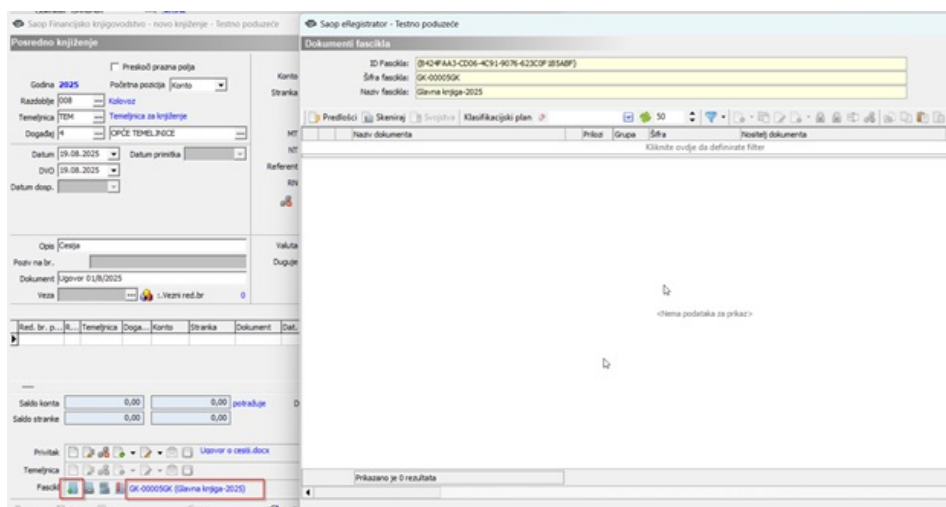 Saop Financijsko knjigovodstvo - novo knjiženje - Testno poduzeće
Posredno knjiženje
Preskoči prazna polja
Godina 2025 Početna pozicija Konto
Razdoblje 008 Kolovoz
Temeljnica TEM Temeljnica za knjiženje
Događaj 4 OPĆE TEMELJNICE
Datum 19.08.2025 Datum primitka
DVO 19.08.2025
Datum dosp.
Konto
Stranka
MT
NT
Referent
RN
Opis Cesija
Poziv na br.
Dokument Ugovor 01/8/2025
Veza :.Vezni red.br 0
Valuta
Duguje
Red. br. p... R... Temeljnica Doga... Konto Stranka Dokument Dat.
Saldo konta 0,00 0,00 potražuje D
Saldo stranke 0,00 0,00
Privitak Ugovor o cesiji.docx
Temeljnica
Fascikl GK-00005GK (Glavna knjiga-2025)
Saop eRegistrator - Testno poduzeće
Dokumenti fascikla
ID Fascikla:
Šifra fascikla: GK-00005GK
Naziv fascikla: Glavna knjiga-2025
Predlošci Skeniraj Svojstva Klasifikacijski plan 50
Naziv dokumenta Prilozi Grupa Šifra Nositelj dokumenta
Kliknite ovdje da definirate filter
<Nema podataka za prikaz>
Prikazano je 0 rezultata